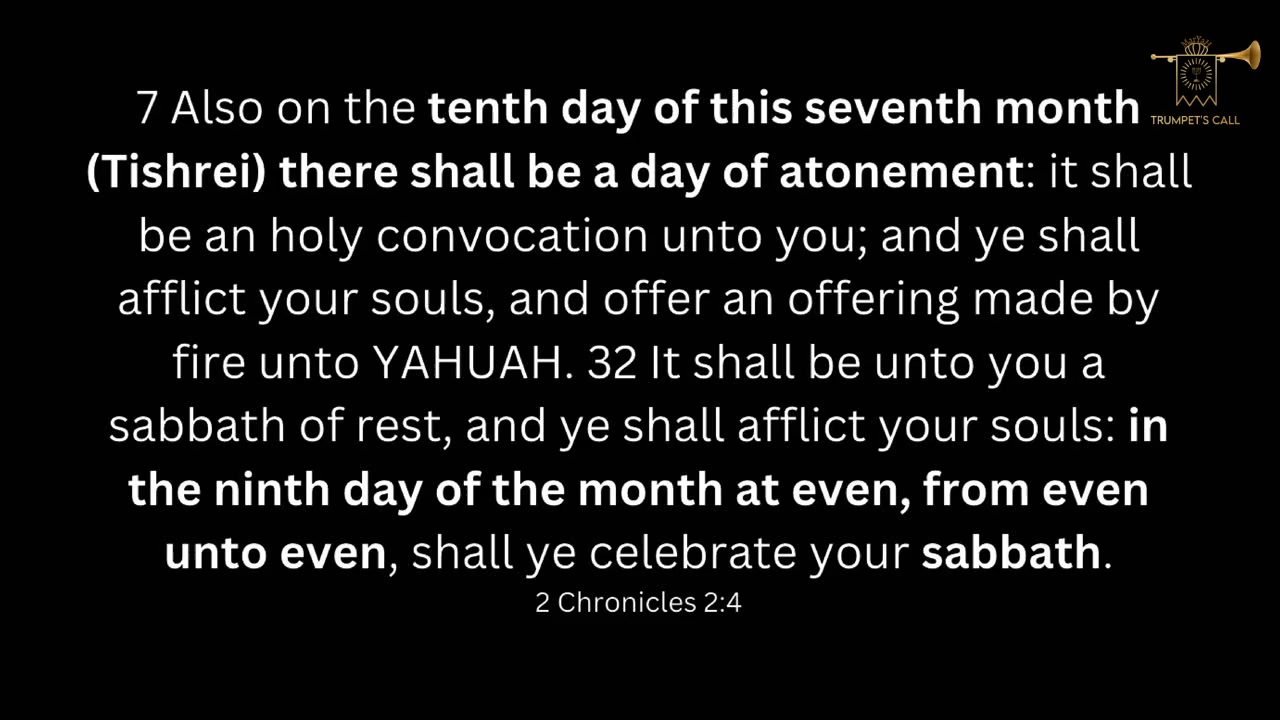 7 Also on the tenth day of this seventh month
(Tishrei) there shall be a day of atonement: it shall
be an holy convocation unto you; and ye shall
afflict your souls, and offer an offering made by
fire unto YAHUAH. 32 It shall be unto you a
sabbath of rest, and ye shall afflict your souls: in
the ninth day of the month at even, from even
unto even, shall ye celebrate your sabbath.
2 Chronicles 2:4
TRUMPET'S CALL